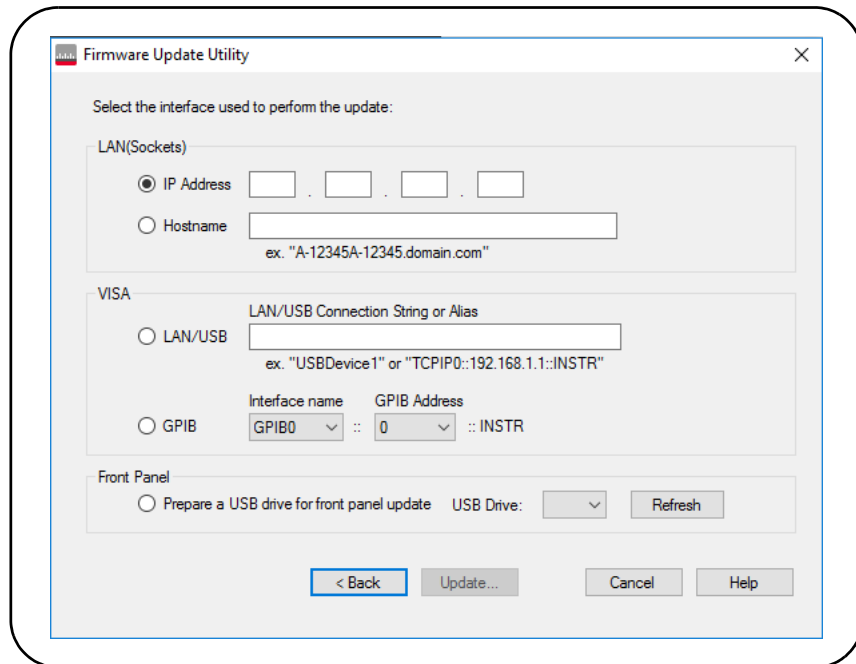 Firmware Update Utility
Select the interface used to perform the update:
LAN(Sockets)
IP Address . . .
Hostname
ex. "A-12345A-12345.domain.com"
VISA
LAN/USB Connection String or Alias
LAN/USB
ex. "USBDevice1" or "TCPIP0::192.168.1.1::INSTR"
Interface name GPIB Address
GPIB GPIB0 :: 0 :: INSTR
Front Panel
Prepare a USB drive for front panel update USB Drive: Refresh
< Back Update... Cancel Help